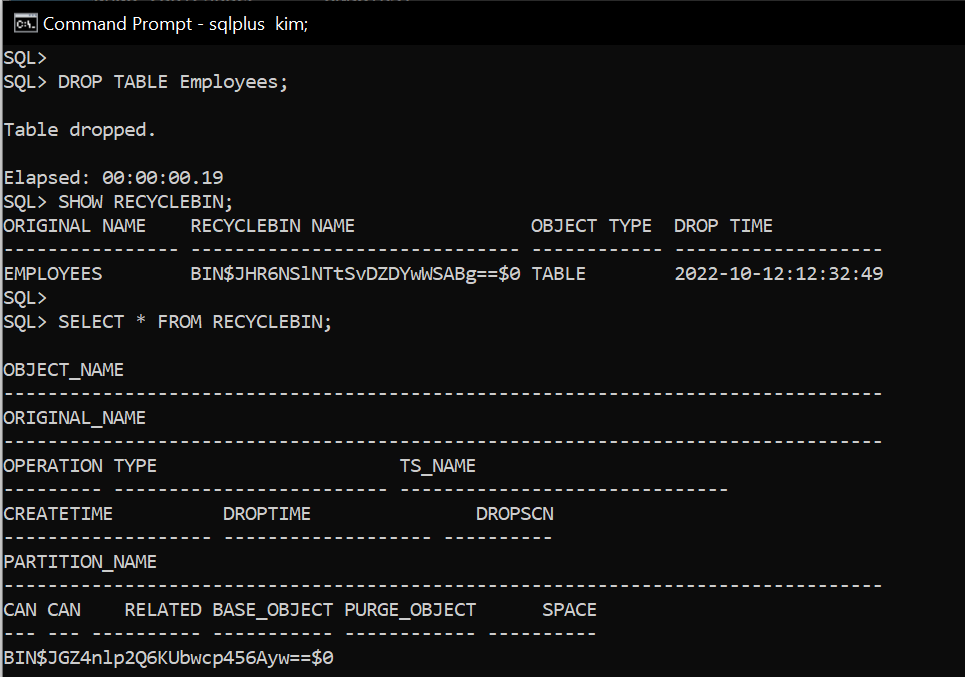 Command Prompt - sqlplus  kim;
SQL>
SQL> DROP TABLE Employees;
Table dropped.
Elapsed: 00:00:00.19
SQL> SHOW RECYCLEBIN;
ORIGINAL NAME    RECYCLEBIN NAME                OBJECT TYPE  DROP TIME
---------------- ------------------------------ ------------ -------------------
EMPLOYEES        BIN$JHR6NSlNTtSvDZDYwWSABg==$0 TABLE        2022-10-12:12:32:49
SQL>
SQL> SELECT * FROM RECYCLEBIN;
OBJECT_NAME
--------------------------------------------------------------------------------
ORIGINAL_NAME
--------------------------------------------------------------------------------
OPERATION TYPE                      TS_NAME
--------- ------------------------- ------------------------------
CREATETIME          DROPTIME               DROPSCN
------------------- ------------------- ----------
PARTITION_NAME
--------------------------------------------------------------------------------
CAN CAN    RELATED BASE_OBJECT PURGE_OBJECT      SPACE
--- --- ---------- ----------- ------------ ----------
BIN$JGZ4nlp2Q6KUbwcp456Ayw==$0